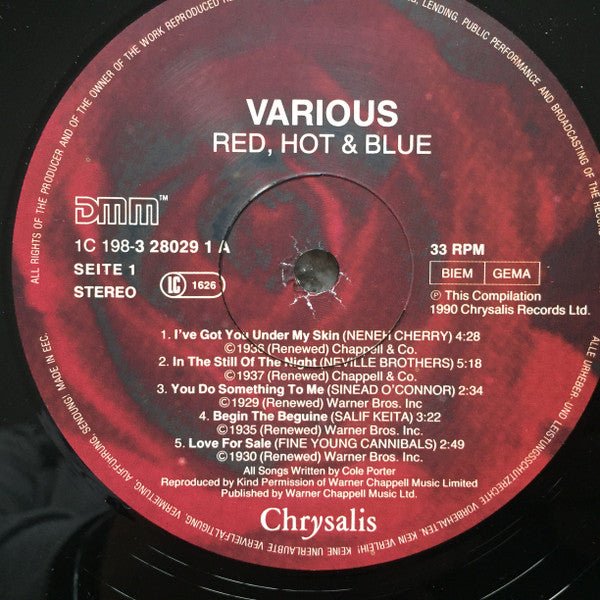 ALL RIGHTS OF THE PRODUCER AND OF THE OWNER OF THE WORK REPRODUCED
LENDING, PUBLIC PERFORMANCE AND BROADCASTING OF THE RECORD
VARIOUS
RED, HOT & BLUE
DMM™
1C 198-3 28029 1 A
SEITE 1
STEREO
LC 1626
33 RPM
BIEM GEMA
Ⓟ This Compilation
1990 Chrysalis Records Ltd.
1. I've Got You Under My Skin (NENEH CHERRY) 4:28
©1936 (Renewed) Chappell & Co.
2. In The Still Of The Night (NEVILLE BROTHERS) 5:18
©1937 (Renewed) Chappell & Co.
3. You Do Something To Me (SINEAD O'CONNOR) 2:34
©1929 (Renewed) Warner Bros. Inc.
4. Begin The Beguine (SALIF KEITA) 3:22
©1935 (Renewed) Warner Bros. Inc.
5. Love For Sale (FINE YOUNG CANNIBALS) 2:49
©1930 (Renewed) Warner Bros. Inc.
All Songs Written by Cole Porter
Reproduced by Kind Permission of Warner Chappell Music Limited
Published by Warner Chappell Music Ltd.
Chrysalis
ALLE URHEBER- UND LEISTUNGSSCHUTZRECHTE VORBEHALTEN. KEIN VERLEIH! KEINE UNERLAUBTE VERVIELFÄLTIGUNG, VERMIETUNG, AUFFÜHRUNG, SENDUNG! MADE IN EEC.